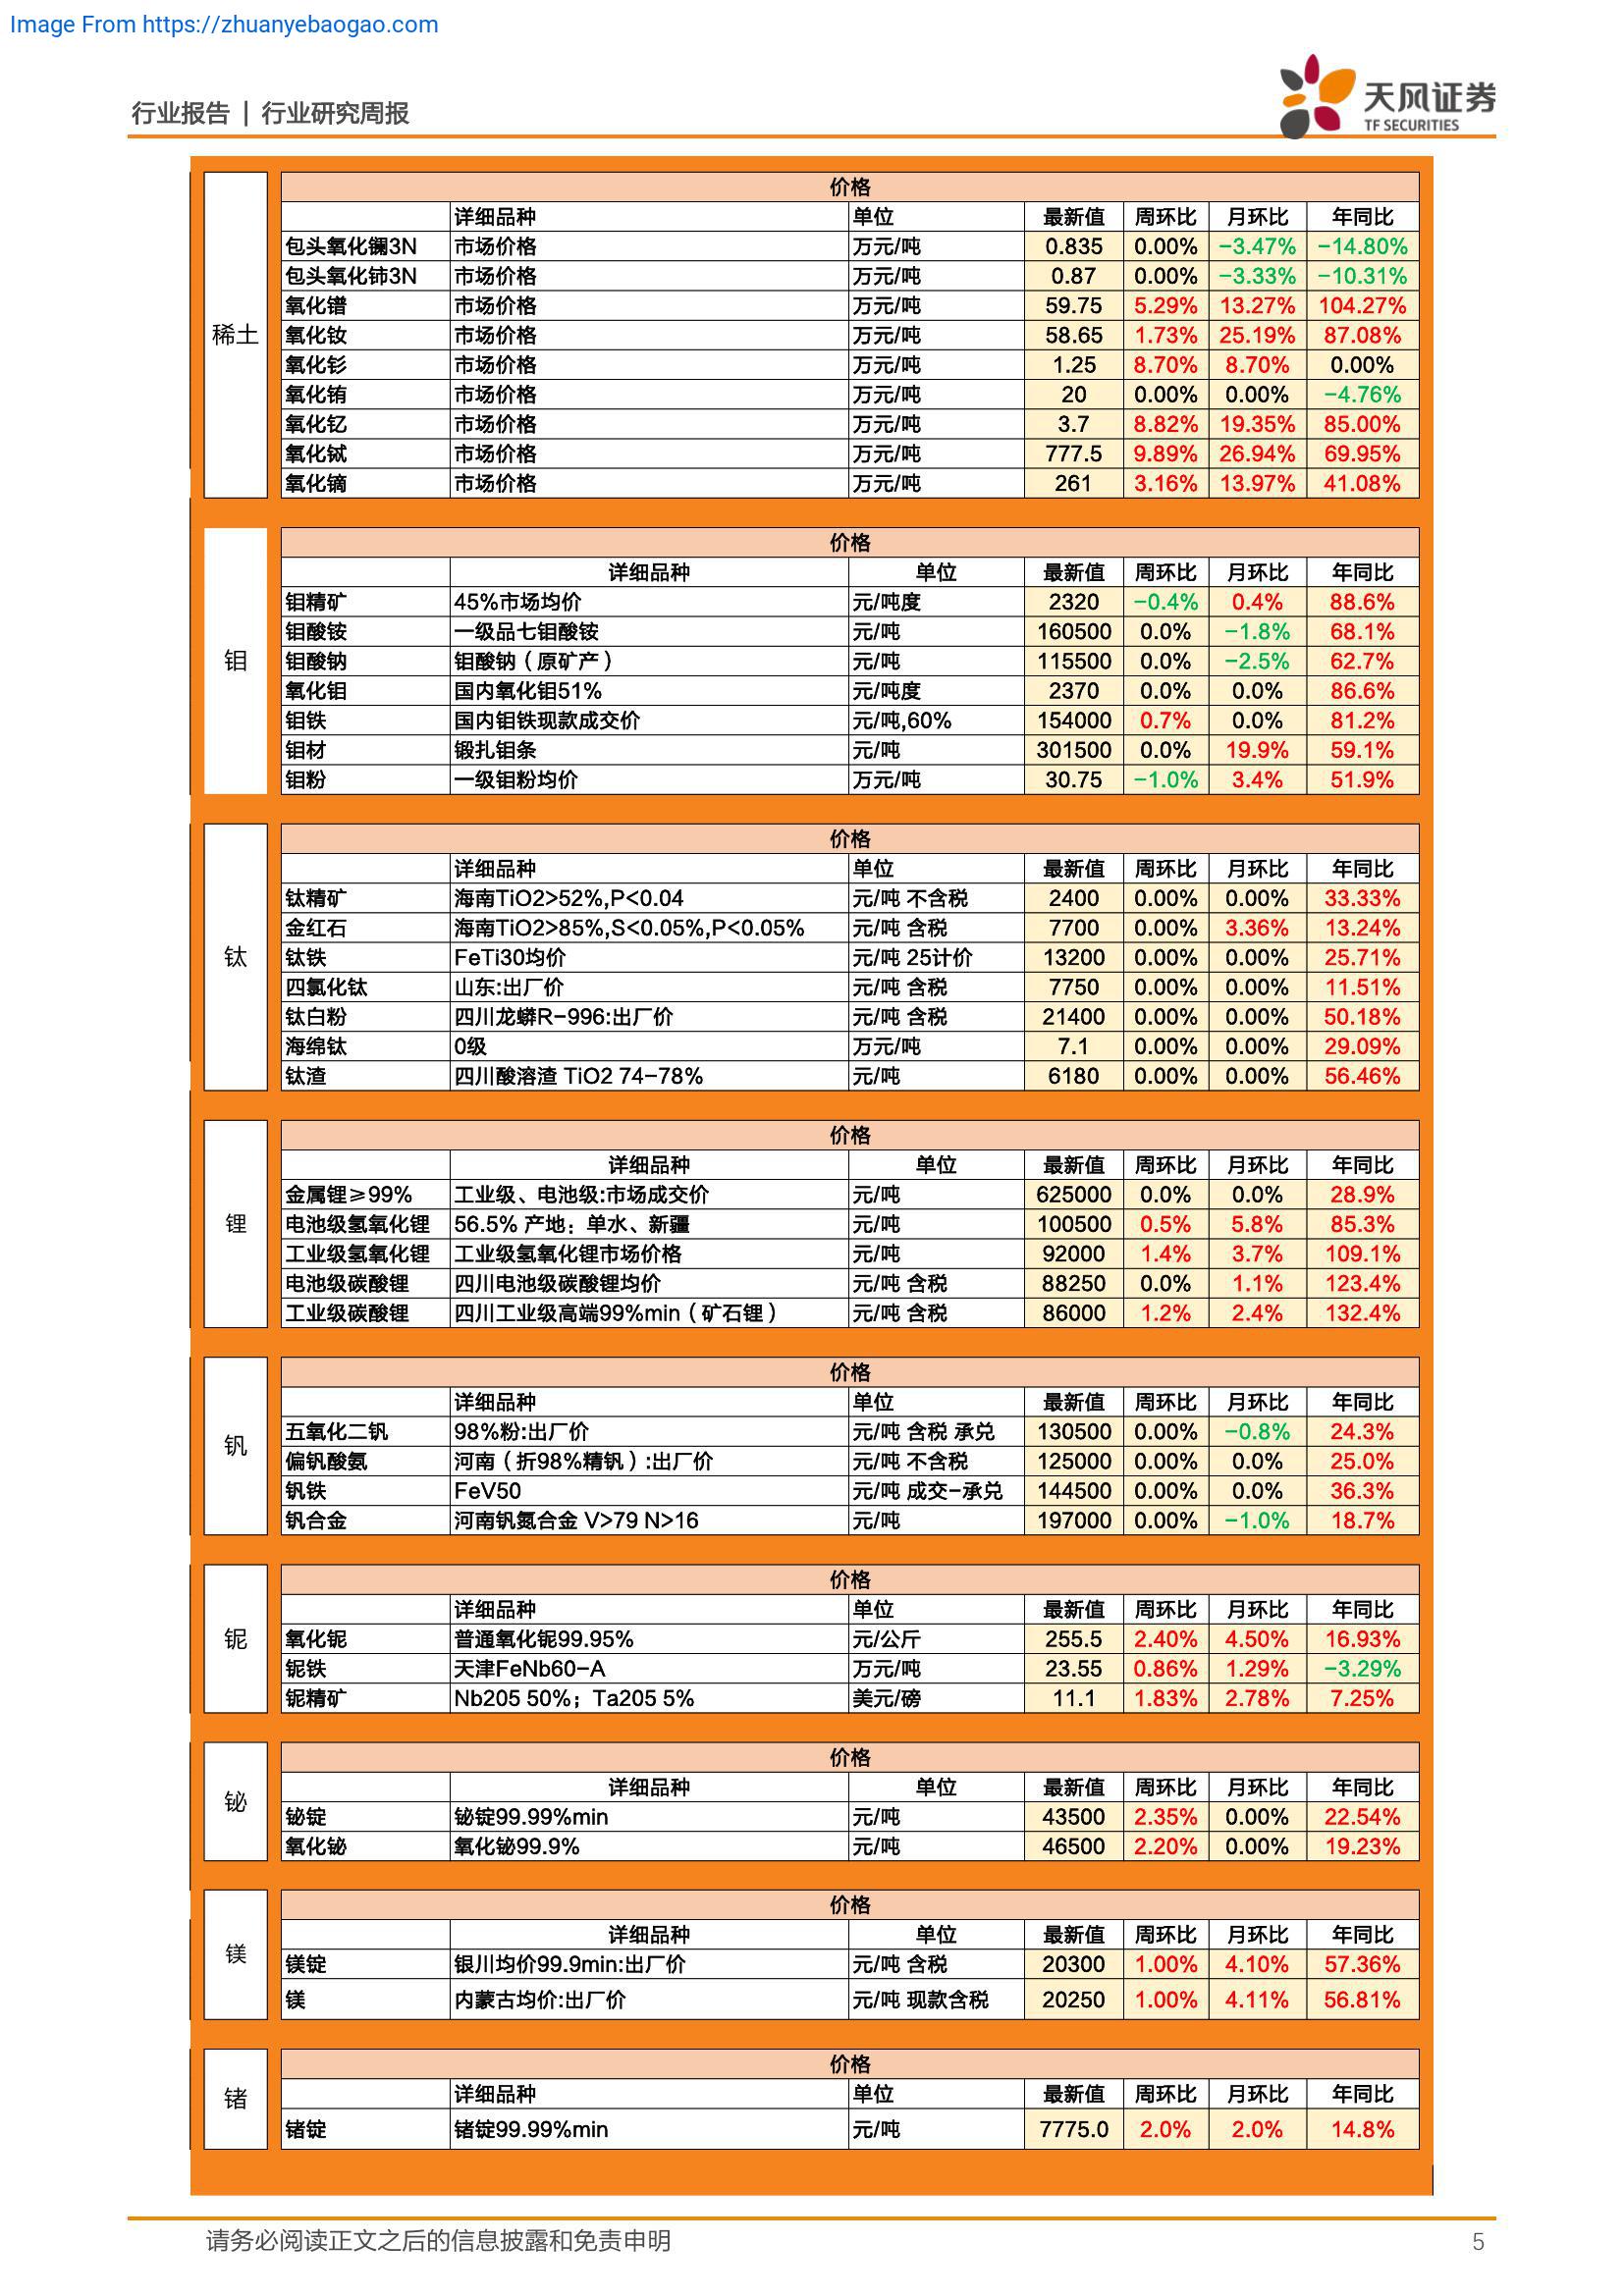 Image From https://zhuanyebaogao.com
行业报告 | 行业研究周报
天风证券
TF SECURITIES
稀土
价格
详细品种 单位 最新值 周环比 月环比 年同比
包头氧化镧3N 市场价格 万元/吨 0.835 0.00% -3.47% -14.80%
包头氧化铈3N 市场价格 万元/吨 0.87 0.00% -3.33% -10.31%
氧化镨 市场价格 万元/吨 59.75 5.29% 13.27% 104.27%
氧化钕 市场价格 万元/吨 58.65 1.73% 25.19% 87.08%
氧化钐 市场价格 万元/吨 1.25 8.70% 8.70% 0.00%
氧化铕 市场价格 万元/吨 20 0.00% 0.00% -4.76%
氧化钇 市场价格 万元/吨 3.7 8.82% 19.35% 85.00%
氧化铽 市场价格 万元/吨 777.5 9.89% 26.94% 69.95%
氧化镝 市场价格 万元/吨 261 3.16% 13.97% 41.08%
钼
价格
详细品种 单位 最新值 周环比 月环比 年同比
钼精矿 45%市场均价 元/吨度 2320 -0.4% 0.4% 88.6%
钼酸铵 一级品七钼酸铵 元/吨 160500 0.0% -1.8% 68.1%
钼酸钠 钼酸钠（原矿产） 元/吨 115500 0.0% -2.5% 62.7%
氧化钼 国内氧化钼51% 元/吨度 2370 0.0% 0.0% 86.6%
钼铁 国内钼铁现款成交价 元/吨,60% 154000 0.7% 0.0% 81.2%
钼材 锻扎钼条 元/吨 301500 0.0% 19.9% 59.1%
钼粉 一级钼粉均价 万元/吨 30.75 -1.0% 3.4% 51.9%
钛
价格
详细品种 单位 最新值 周环比 月环比 年同比
钛精矿 海南TiO2>52%,P<0.04 元/吨 不含税 2400 0.00% 0.00% 33.33%
金红石 海南TiO2>85%,S<0.05%,P<0.05% 元/吨 含税 7700 0.00% 3.36% 13.24%
钛铁 FeTi30均价 元/吨 25计价 13200 0.00% 0.00% 25.71%
四氯化钛 山东:出厂价 元/吨 含税 7750 0.00% 0.00% 11.51%
钛白粉 四川龙蟒R-996:出厂价 元/吨 含税 21400 0.00% 0.00% 50.18%
海绵钛 0级 万元/吨 7.1 0.00% 0.00% 29.09%
钛渣 四川酸溶渣 TiO2 74-78% 元/吨 6180 0.00% 0.00% 56.46%
锂
价格
详细品种 单位 最新值 周环比 月环比 年同比
金属锂≥99% 工业级、电池级:市场成交价 元/吨 625000 0.0% 0.0% 28.9%
电池级氢氧化锂 56.5% 产地：单水、新疆 元/吨 100500 0.5% 5.8% 85.3%
工业级氢氧化锂 工业级氢氧化锂市场价格 元/吨 92000 1.4% 3.7% 109.1%
电池级碳酸锂 四川电池级碳酸锂均价 元/吨 含税 88250 0.0% 1.1% 123.4%
工业级碳酸锂 四川工业级高端99%min（矿石锂） 元/吨 含税 86000 1.2% 2.4% 132.4%
钒
价格
详细品种 单位 最新值 周环比 月环比 年同比
五氧化二钒 98%粉:出厂价 元/吨 含税 承兑 130500 0.00% -0.8% 24.3%
偏钒酸氨 河南（折98%精钒）:出厂价 元/吨 不含税 125000 0.00% 0.0% 25.0%
钒铁 FeV50 元/吨 成交-承兑 144500 0.00% 0.0% 36.3%
钒合金 河南钒氮合金 V>79 N>16 元/吨 197000 0.00% -1.0% 18.7%
铌
价格
详细品种 单位 最新值 周环比 月环比 年同比
氧化铌 普通氧化铌99.95% 元/公斤 255.5 2.40% 4.50% 16.93%
铌铁 天津FeNb60-A 万元/吨 23.55 0.86% 1.29% -3.29%
铌精矿 Nb205 50%；Ta205 5% 美元/磅 11.1 1.83% 2.78% 7.25%
铋
价格
详细品种 单位 最新值 周环比 月环比 年同比
铋锭 铋锭99.99%min 元/吨 43500 2.35% 0.00% 22.54%
氧化铋 氧化铋99.9% 元/吨 46500 2.20% 0.00% 19.23%
镁
价格
详细品种 单位 最新值 周环比 月环比 年同比
镁锭 银川均价99.9min:出厂价 元/吨 含税 20300 1.00% 4.10% 57.36%
镁 内蒙古均价:出厂价 元/吨 现款含税 20250 1.00% 4.11% 56.81%
锗
价格
详细品种 单位 最新值 周环比 月环比 年同比
锗锭 锗锭99.99%min 元/吨 7775.0 2.0% 2.0% 14.8%
请务必阅读正文之后的信息披露和免责申明 5